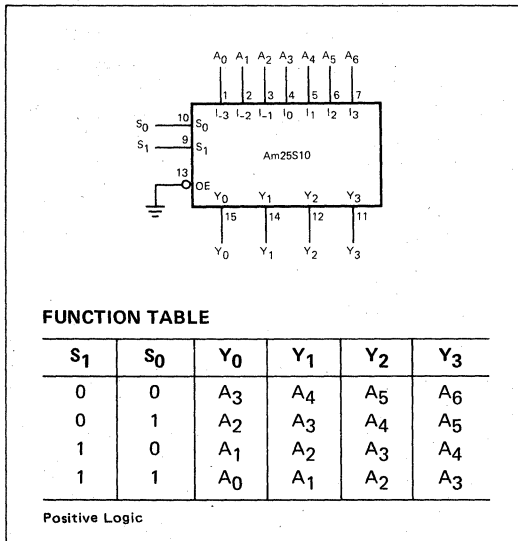 A0 A1 A2 A3 A4 A5 A6
1 2 3 4 5 6 7
I-3 I-2 I-1 I0 I1 I2 I3
S0 10 S0
S1 9 S1
Am25S10
13 OE
Y0 Y1 Y2 Y3
15 14 12 11
Y0 Y1 Y2 Y3
FUNCTION TABLE
S1 S0 Y0 Y1 Y2 Y3
0 0 A3 A4 A5 A6
0 1 A2 A3 A4 A5
1 0 A1 A2 A3 A4
1 1 A0 A1 A2 A3
Positive Logic